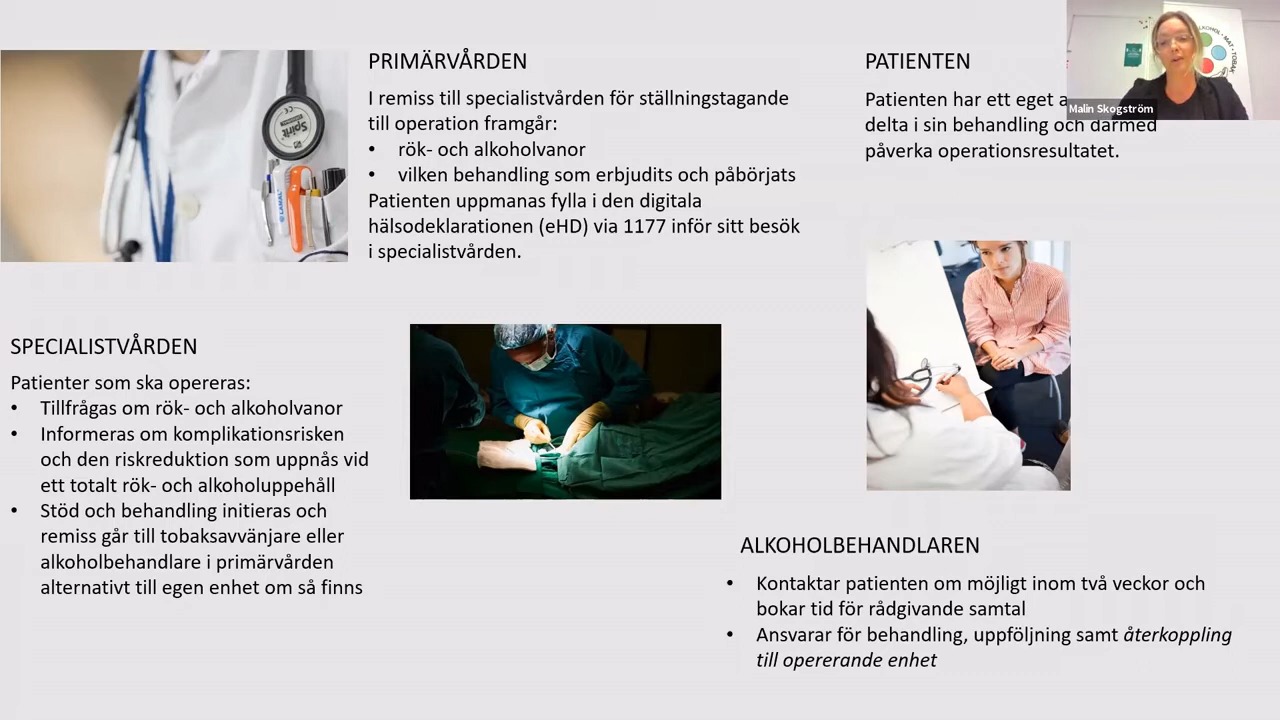 PRIMÄRVÅRDEN
I remiss till specialistvården för ställningstagande
till operation framgår:
• rök- och alkoholvanor
• vilken behandling som erbjudits och påbörjats
Patienten uppmanas fylla i den digitala
hälsodeklarationen (eHD) via 1177 inför sitt besök
i specialistvården.
PATIENTEN
Patienten har ett eget
delta i sin behandling och därmed
påverka operationsresultatet.
Malin Skogström
ALKOHOL • MAT • TOBAK
Spirit
SPECIALISTVÅRDEN
Patienter som ska opereras:
• Tillfrågas om rök- och alkoholvanor
• Informeras om komplikationsrisken
och den riskreduktion som uppnås vid
ett totalt rök- och alkoholuppehåll
• Stöd och behandling initieras och
remiss går till tobaksavvänjare eller
alkoholbehandlare i primärvården
alternativt till egen enhet om så finns
ALKOHOLBEHANDLAREN
• Kontaktar patienten om möjligt inom två veckor och
bokar tid för rådgivande samtal
• Ansvarar för behandling, uppföljning samt återkoppling
till opererande enhet